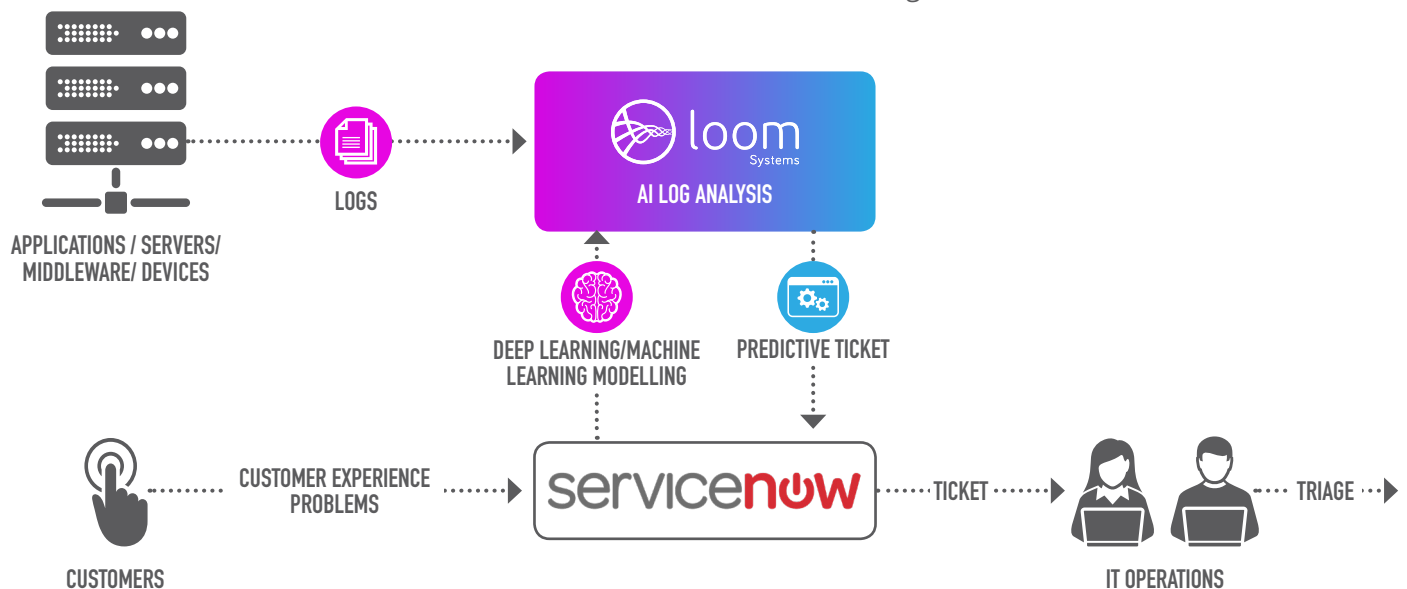 loom
Systems
AI LOG ANALYSIS
LOGS
APPLICATIONS / SERVERS/
MIDDLEWARE/ DEVICES
DEEP LEARNING/MACHINE
LEARNING MODELLING
PREDICTIVE TICKET
CUSTOMER EXPERIENCE
PROBLEMS
servicenow
TICKET
TRIAGE
CUSTOMERS
IT OPERATIONS